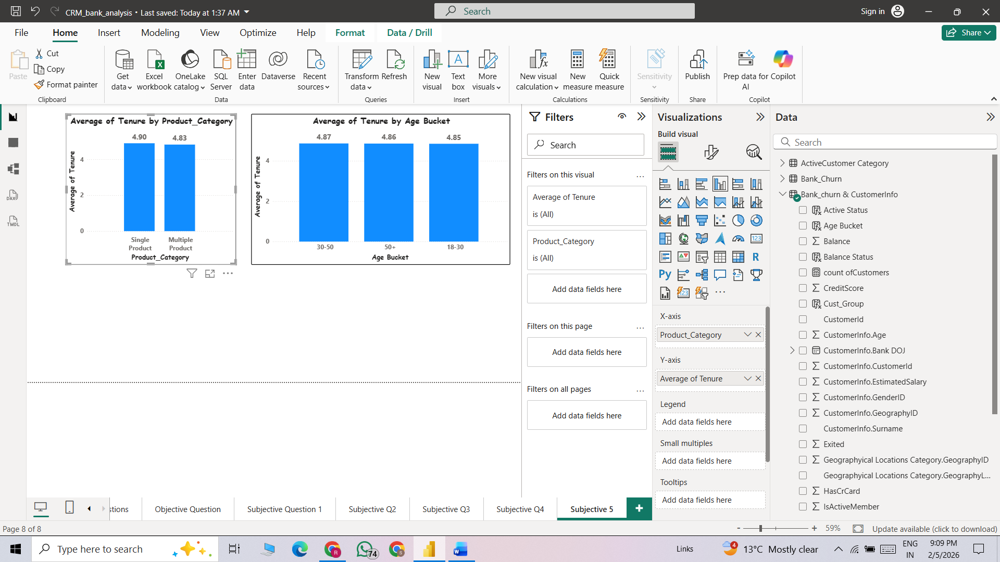 CRM_bank_analysis • Last saved: Today at 1:37 AM
Search
Sign in
File
Home
Insert
Modeling
View
Optimize
Help
Format
Data / Drill
Share
Paste
Cut
Copy
Format painter
Clipboard
Get data
Excel workbook
OneLake catalog
SQL Server
Enter data
Dataverse
Recent sources
Data
Transform data
Refresh
Queries
New visual
Text box
More visuals
Insert
New visual calculation
New measure
Quick measure
Calculations
Sensitivity
Sensitivity
Publish
Share
Prep data for AI
Copilot
Copilot
DAX
TMDL
Average of Tenure by Product_Category
4.90
4.83
Average of Tenure
4
2
0
Single Product
Multiple Product
Product_Category
Average of Tenure by Age Bucket
4.87
4.86
4.85
Average of Tenure
4
2
0
30-50
50+
18-30
Age Bucket
Filters
Search
Filters on this visual
...
Average of Tenure
is (All)
Product_Category
is (All)
Add data fields here
Filters on this page
...
Add data fields here
Filters on all pages
...
Add data fields here
Visualizations
Build visual
123
R
Py
123
...
X-axis
Product_Category
Y-axis
Average of Tenure
Legend
Add data fields here
Small multiples
Add data fields here
Tooltips
Add data fields here
Data
Search
ActiveCustomer Category
Bank_Churn
Bank_churn & CustomerInfo
Active Status
Age Bucket
Balance
Balance Status
count ofCustomers
CreditScore
Cust_Group
CustomerId
CustomerInfo.Age
CustomerInfo.Bank DOJ
CustomerInfo.CustomerId
CustomerInfo.EstimatedSalary
CustomerInfo.GenderID
CustomerInfo.GeographyID
CustomerInfo.Surname
Exited
Geographyical Locations Category.GeographyID
Geographyical Locations Category.GeographyL...
HasCrCard
IsActiveMember
stions
Objective Question
Subjective Question 1
Subjective Q2
Subjective Q3
Subjective Q4
Subjective 5
+
Page 8 of 8
- + 59%
Update available (click to download)
Type here to search
R
74
S
W
Links
4
13°C Mostly clear
ENG
IN
9:09 PM
2/5/2026